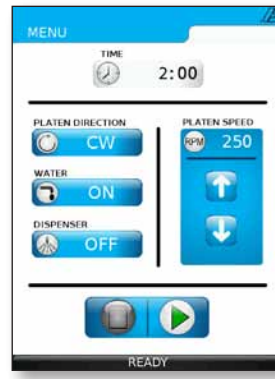 MENU
TIME
2:00
PLATEN DIRECTION
CW
WATER
ON
DISPENSER
OFF
PLATEN SPEED
RPM 250
READY